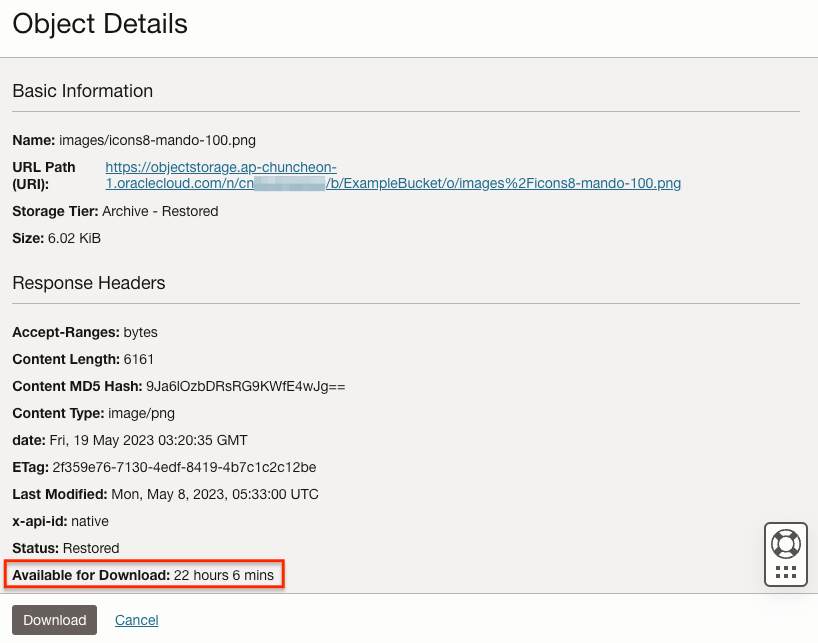 Object Details
Basic Information
Name: images/icons8-mando-100.png
URL Path https://objectstorage.ap-chuncheon-
(URI): 1.oraclecloud.com/n/cn /b/ExampleBucket/o/images%2Ficons8-mando-100.png
Storage Tier: Archive - Restored
Size: 6.02 KiB
Response Headers
Accept-Ranges: bytes
Content Length: 6161
Content MD5 Hash: 9Ja6lOzbDRsRG9KWfE4wJg==
Content Type: image/png
date: Fri, 19 May 2023 03:20:35 GMT
ETag: 2f359e76-7130-4edf-8419-4b7c1c2c12be
Last Modified: Mon, May 8, 2023, 05:33:00 UTC
x-api-id: native
Status: Restored
Available for Download: 22 hours 6 mins
Download Cancel